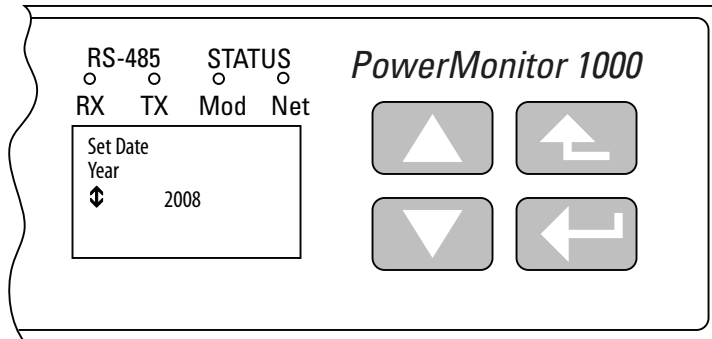 RS-485 STATUS
RX TX Mod Net
PowerMonitor 1000
Set Date
Year
2008